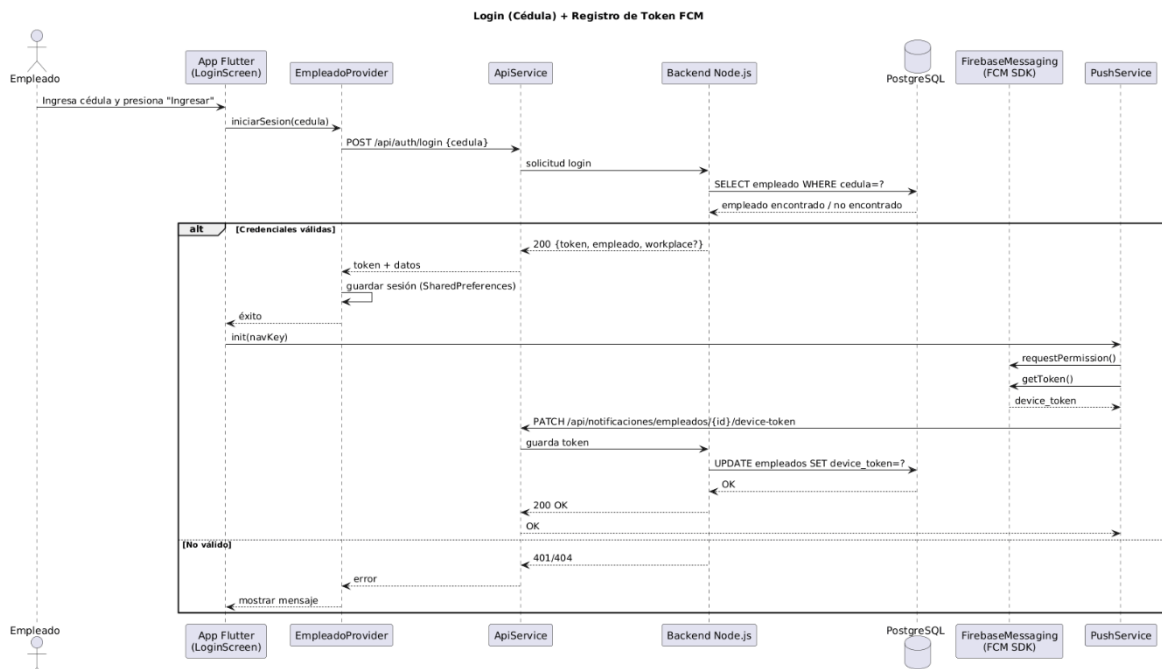 Login (Cédula) + Registro de Token FCM
Empleado
App Flutter
(LoginScreen)
EmpleadoProvider
ApiService
Backend Node.js
PostgreSQL
FirebaseMessaging
(FCM SDK)
PushService
Ingresa cédula y presiona "Ingresar"
iniciarSesion(cedula)
POST /api/auth/login {cedula}
solicitud login
SELECT empleado WHERE cedula=?
empleado encontrado / no encontrado
alt
[Credenciales válidas]
200 {token, empleado, workplace?}
token + datos
guardar sesión (SharedPreferences)
éxito
init(navKey)
requestPermission()
getToken()
device_token
PATCH /api/notificaciones/empleados/{id}/device-token
guarda token
UPDATE empleados SET device_token=?
OK
200 OK
OK
[No válido]
401/404
error
mostrar mensaje
Empleado
App Flutter
(LoginScreen)
EmpleadoProvider
ApiService
Backend Node.js
PostgreSQL
FirebaseMessaging
(FCM SDK)
PushService